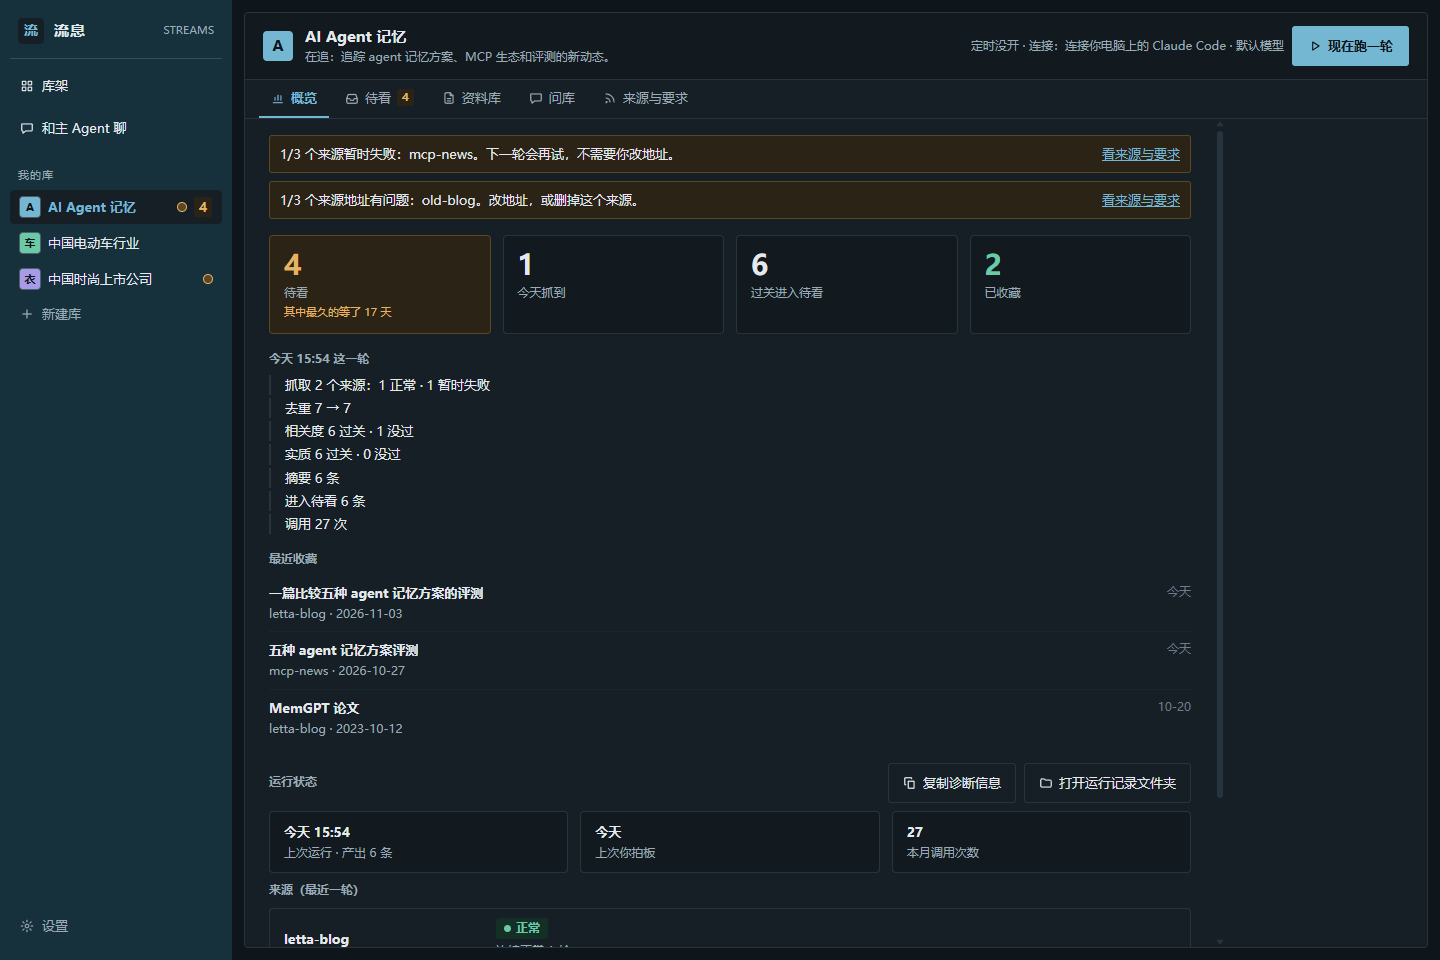 流 流息 STREAMS
库架
和主 Agent 聊
我的库
A AI Agent 记忆 4
车 中国电动车行业
衣 中国时尚上市公司
新建库
设置
A AI Agent 记忆
在追：追踪 agent 记忆方案、MCP 生态和评测的新动态。
定时没开 · 连接：连接你电脑上的 Claude Code · 默认模型
现在跑一轮
概览 待看 4 资料库 问库 来源与要求
1/3 个来源暂时失败：mcp-news。下一轮会再试，不需要你改地址。 看来源与要求
1/3 个来源地址有问题：old-blog。改地址，或删掉这个来源。 看来源与要求
4
待看
其中最久的等了 17 天
1
今天抓到
6
过关进入待看
2
已收藏
今天 15:54 这一轮
抓取 2 个来源：1 正常 · 1 暂时失败
去重 7 → 7
相关度 6 过关 · 1 没过
实质 6 过关 · 0 没过
摘要 6 条
进入待看 6 条
调用 27 次
最近收藏
一篇比较五种 agent 记忆方案的评测 今天
letta-blog · 2026-11-03
五种 agent 记忆方案评测 今天
mcp-news · 2026-10-27
MemGPT 论文 10-20
letta-blog · 2023-10-12
运行状态 复制诊断信息 打开运行记录文件夹
今天 15:54
上次运行 · 产出 6 条
今天
上次你拍板
27
本月调用次数
来源（最近一轮）
letta-blog 正常